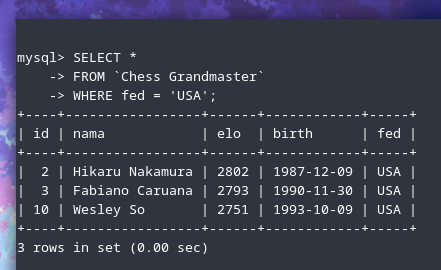 mysql> SELECT *
    -> FROM `Chess Grandmaster`
    -> WHERE fed = 'USA';
+----+-----------------+------+------------+-----+
| id | nama            | elo  | birth      | fed |
+----+-----------------+------+------------+-----+
|  2 | Hikaru Nakamura | 2802 | 1987-12-09 | USA |
|  3 | Fabiano Caruana | 2793 | 1990-11-30 | USA |
| 10 | Wesley So       | 2751 | 1993-10-09 | USA |
+----+-----------------+------+------------+-----+
3 rows in set (0.00 sec)